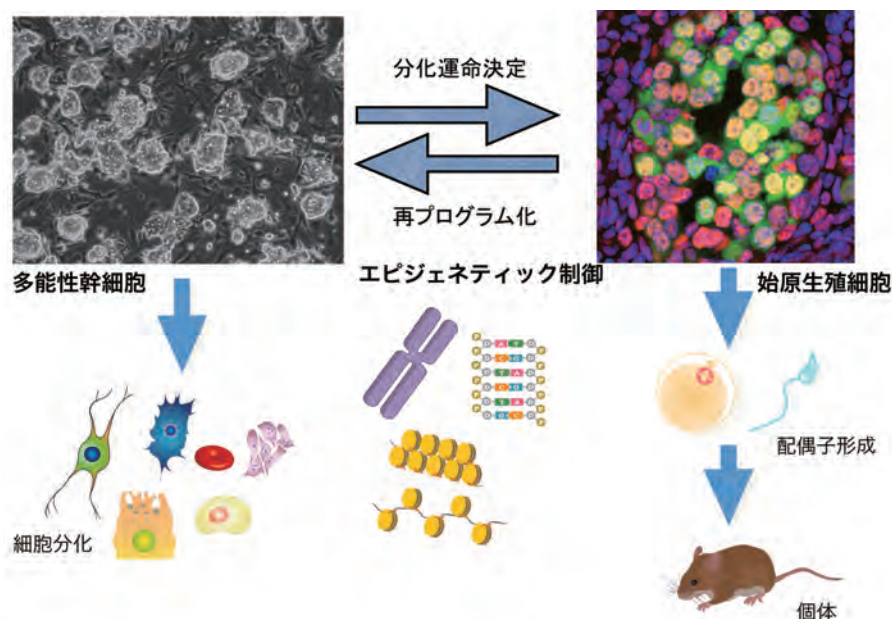 分化運命決定
再プログラム化
多能性幹細胞
エピジェネティック制御
始原生殖細胞
細胞分化
配偶子形成
個体